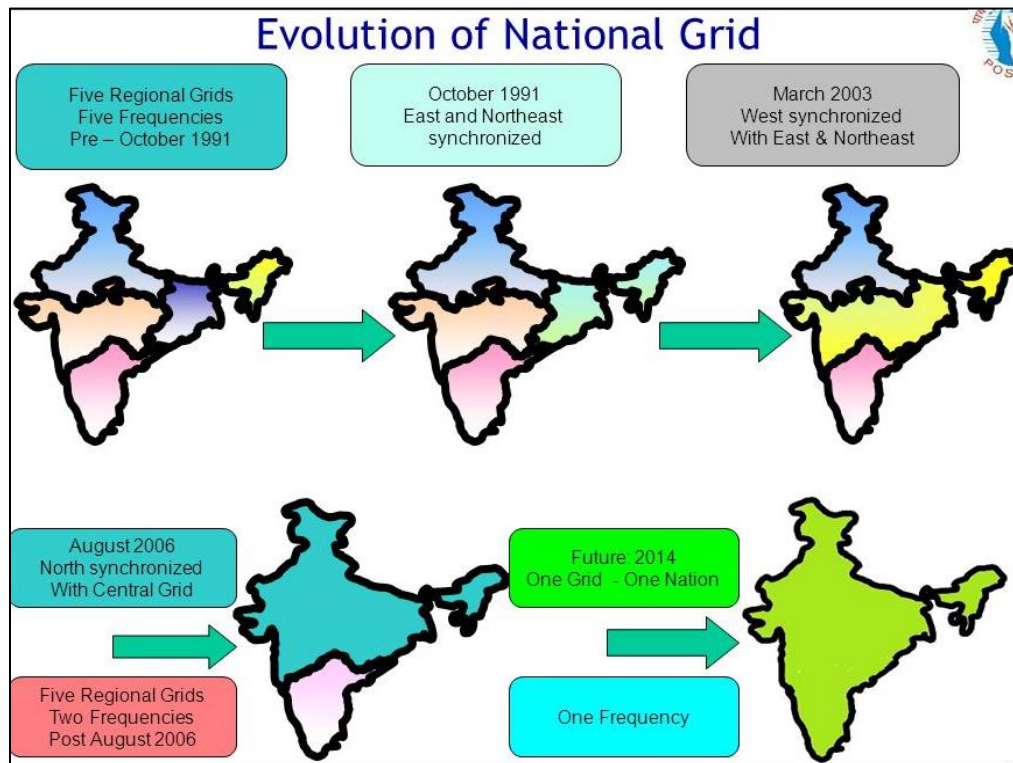 Evolution of National Grid
Five Regional Grids
Five Frequencies
Pre – October 1991
October 1991
East and Northeast
synchronized
March 2003
West synchronized
With East & Northeast
August 2006
North synchronized
With Central Grid
Five Regional Grids
Two Frequencies
Post August 2006
Future: 2014
One Grid - One Nation
One Frequency